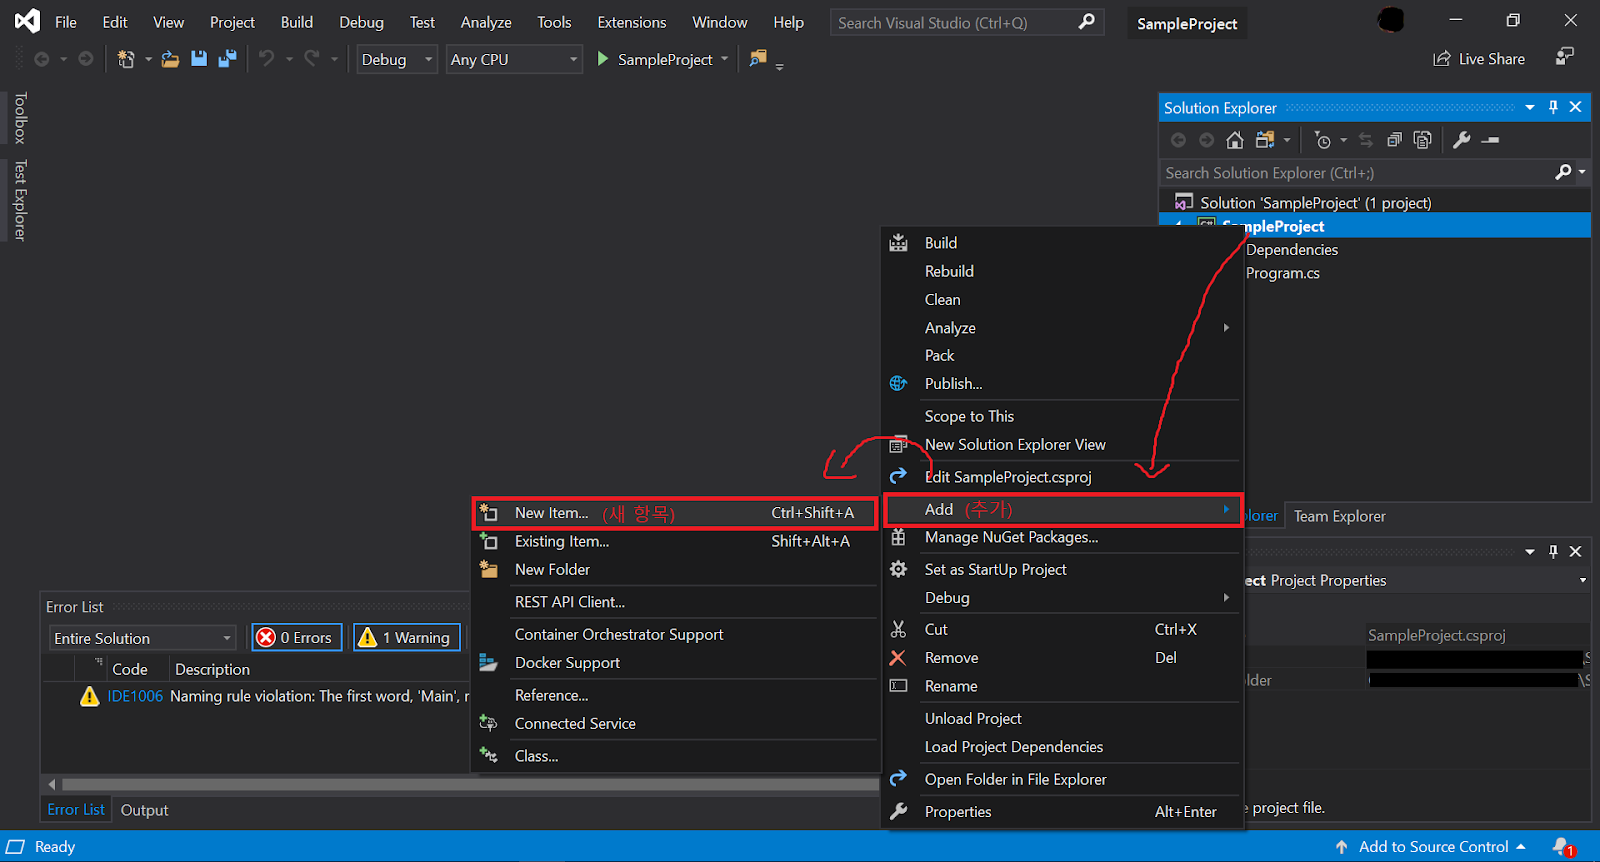 File Edit View Project Build Debug Test Analyze Tools Extensions Window Help Search Visual Studio (Ctrl+Q) SampleProject
Debug Any CPU SampleProject Live Share
Toolbox
Test Explorer
Solution Explorer
Search Solution Explorer (Ctrl+;)
Solution 'SampleProject' (1 project)
SampleProject
Dependencies
Program.cs
Build
Rebuild
Clean
Analyze
Pack
Publish...
Scope to This
New Solution Explorer View
Edit SampleProject.csproj
Add (추가)
Manage NuGet Packages...
Set as StartUp Project
Debug
Cut Ctrl+X
Remove Del
Rename
Unload Project
Load Project Dependencies
Open Folder in File Explorer
Properties Alt+Enter
New Item... (새 항목) Ctrl+Shift+A
Existing Item... Shift+Alt+A
New Folder
REST API Client...
Container Orchestrator Support
Docker Support
Reference...
Connected Service
Class...
plorer Team Explorer
ect Project Properties
SampleProject.csproj
\S
lder \S
e project file.
Error List
Entire Solution 0 Errors 1 Warning
Code Description
IDE1006 Naming rule violation: The first word, 'Main', r
Error List Output
Ready Add to Source Control 1